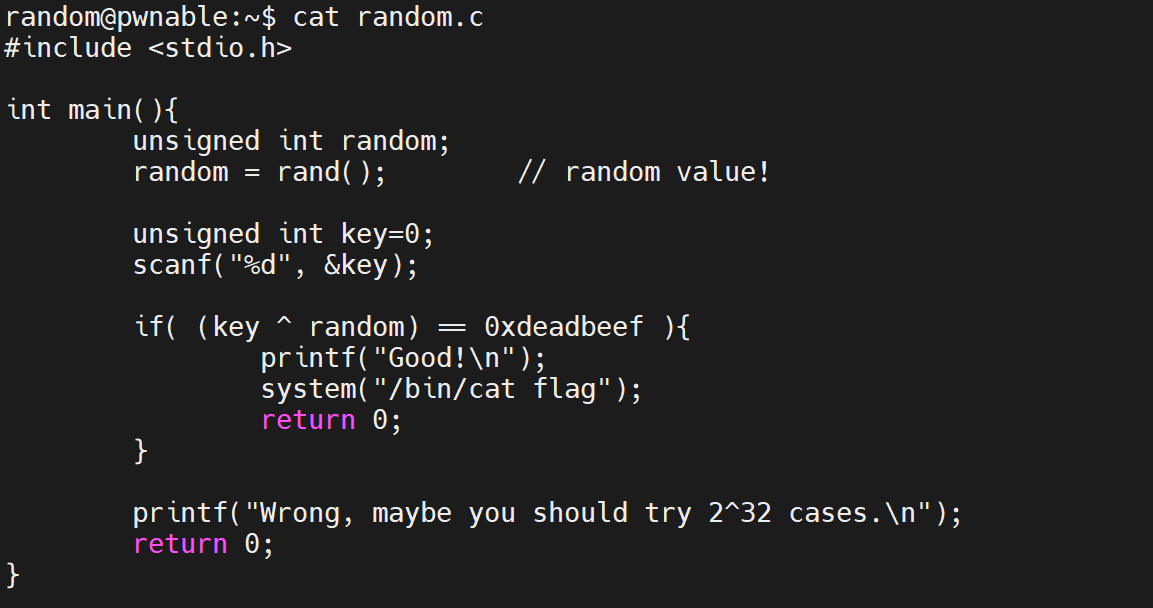 random@pwnable:~$ cat random.c
#include <stdio.h>

int main(){
        unsigned int random;
        random = rand();        // random value!

        unsigned int key=0;
        scanf("%d", &key);

        if( (key ^ random) == 0xdeadbeef ){
                printf("Good!\n");
                system("/bin/cat flag");
                return 0;
        }

        printf("Wrong, maybe you should try 2^32 cases.\n");
        return 0;
}